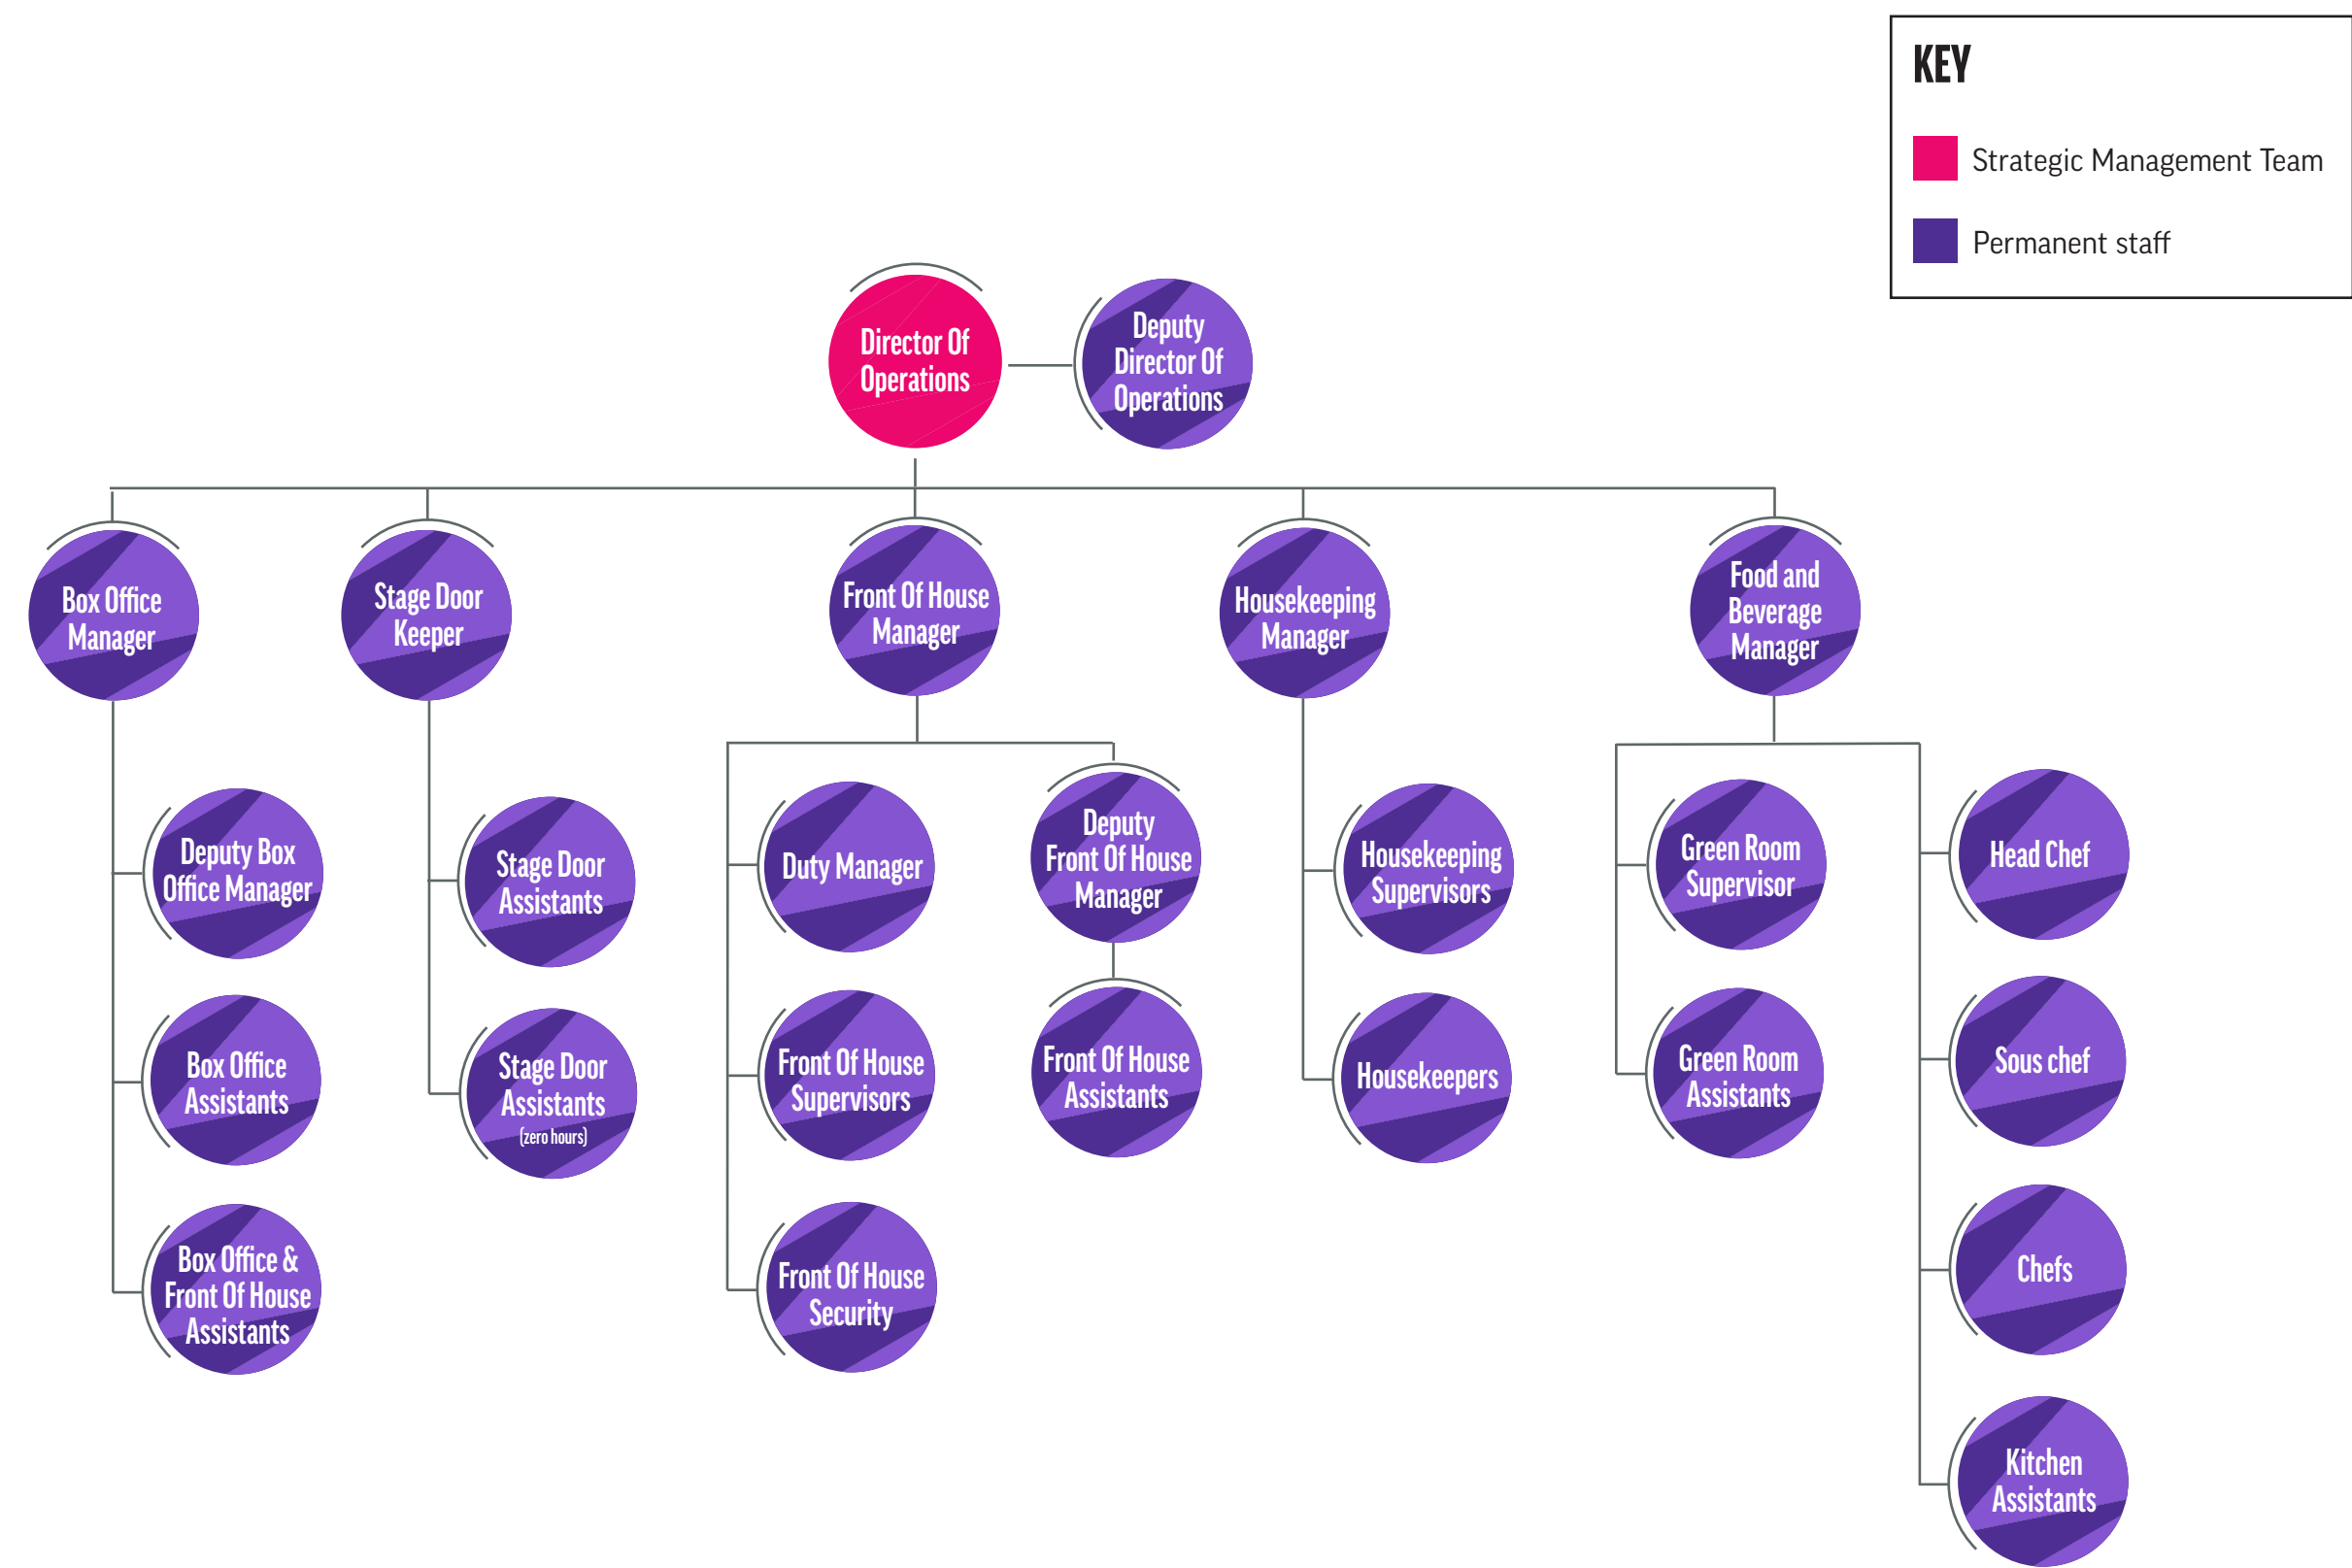 KEY
Strategic Management Team
Permanent staff
Director Of
Operations
Deputy
Director Of
Operations
Box Office
Manager
Stage Door
Keeper
Front Of House
Manager
Housekeeping
Manager
Food and
Beverage
Manager
Deputy Box
Office Manager
Box Office
Assistants
Box Office &
Front Of House
Assistants
Stage Door
Assistants
Stage Door
Assistants
(zero hours)
Duty Manager
Front Of House
Supervisors
Front Of House
Security
Deputy
Front Of House
Manager
Front Of House
Assistants
Housekeeping
Supervisors
Housekeepers
Green Room
Supervisor
Green Room
Assistants
Head Chef
Sous chef
Chefs
Kitchen
Assistants